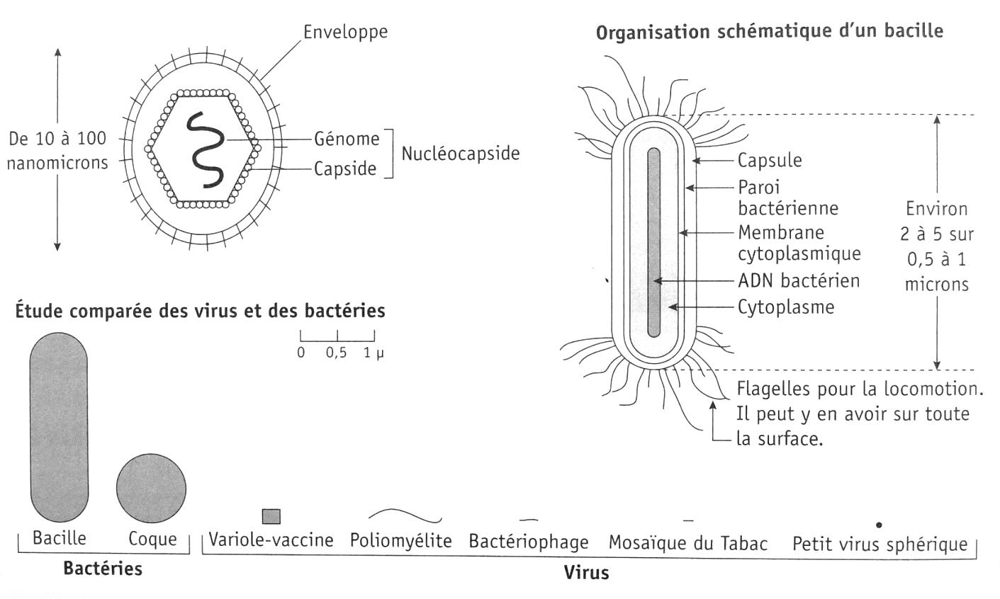 Enveloppe
De 10 à 100
nanomicrons
Génome
Capside
Nucléocapside
Organisation schématique d'un bacille
Capsule
Paroi
bactérienne
Membrane
cytoplasmique
ADN bactérien
Cytoplasme
Environ
2 à 5 sur
0,5 à 1
microns
Flagelles pour la locomotion.
Il peut y en avoir sur toute
la surface.
Étude comparée des virus et des bactéries
0 0,5 1 µ
Bacille Coque Variole-vaccine Poliomyélite Bactériophage Mosaïque du Tabac Petit virus sphérique
Bactéries Virus